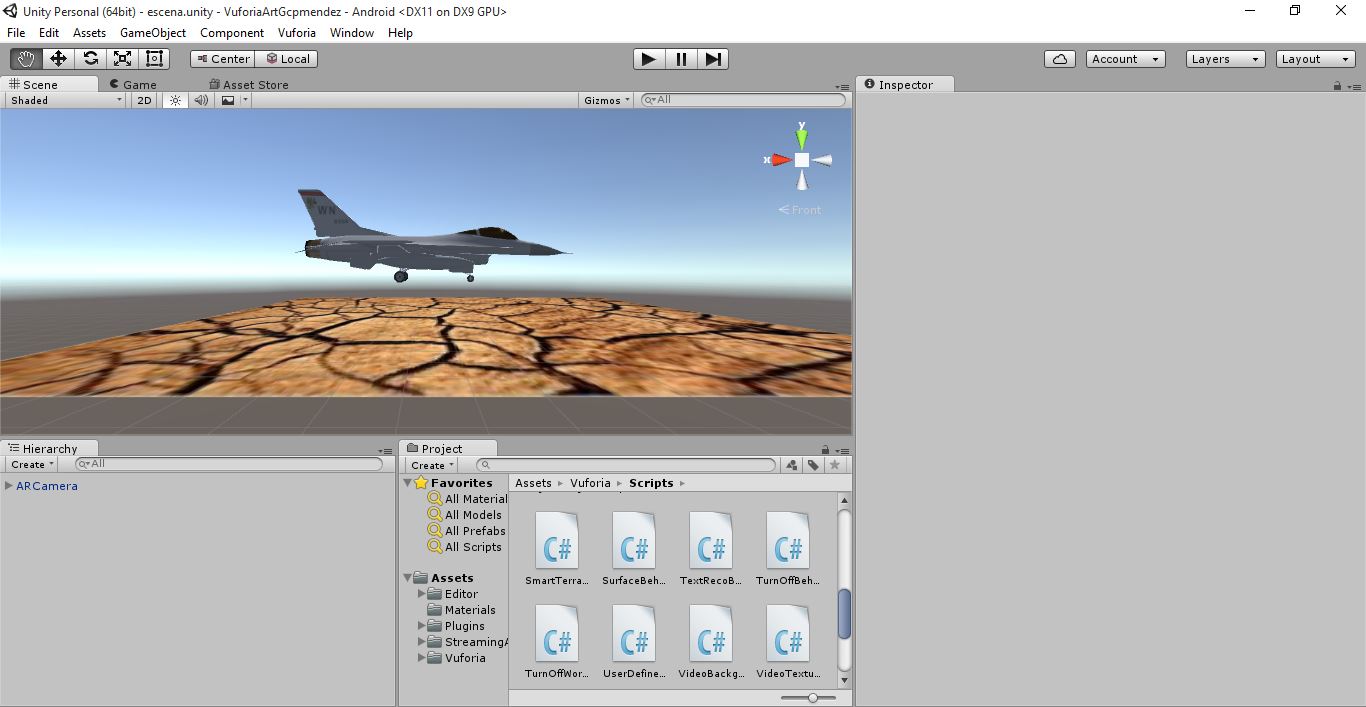 Unity Personal (64bit) - escena.unity - VuforiaArtGcpmendez - Android <DX11 on DX9 GPU>
File Edit Assets GameObject Component Vuforia Window Help
Center Local Account Layers Layout
Scene Game Asset Store Inspector
Shaded 2D Gizmos All
y
x
Front
WN
Hierarchy
Create All
ARCamera
Project
Create
Favorites
All Material
All Models
All Prefabs
All Scripts
Assets
Editor
Materials
Plugins
StreamingA
Vuforia
Assets Vuforia Scripts
SmartTerra... SurfaceBeh... TextRecoB... TurnOffBeh...
TurnOffWor... UserDefine... VideoBackg... VideoTextu...